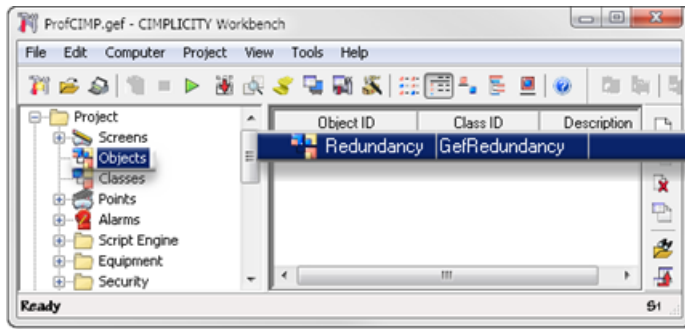 ProfCIMP.gef - CIMPLICITY Workbench
File Edit Computer Project View Tools Help
Project
Screens
Objects
Classes
Points
Alarms
Script Engine
Equipment
Security
Object ID Class ID Description
Redundancy GefRedundancy
Ready